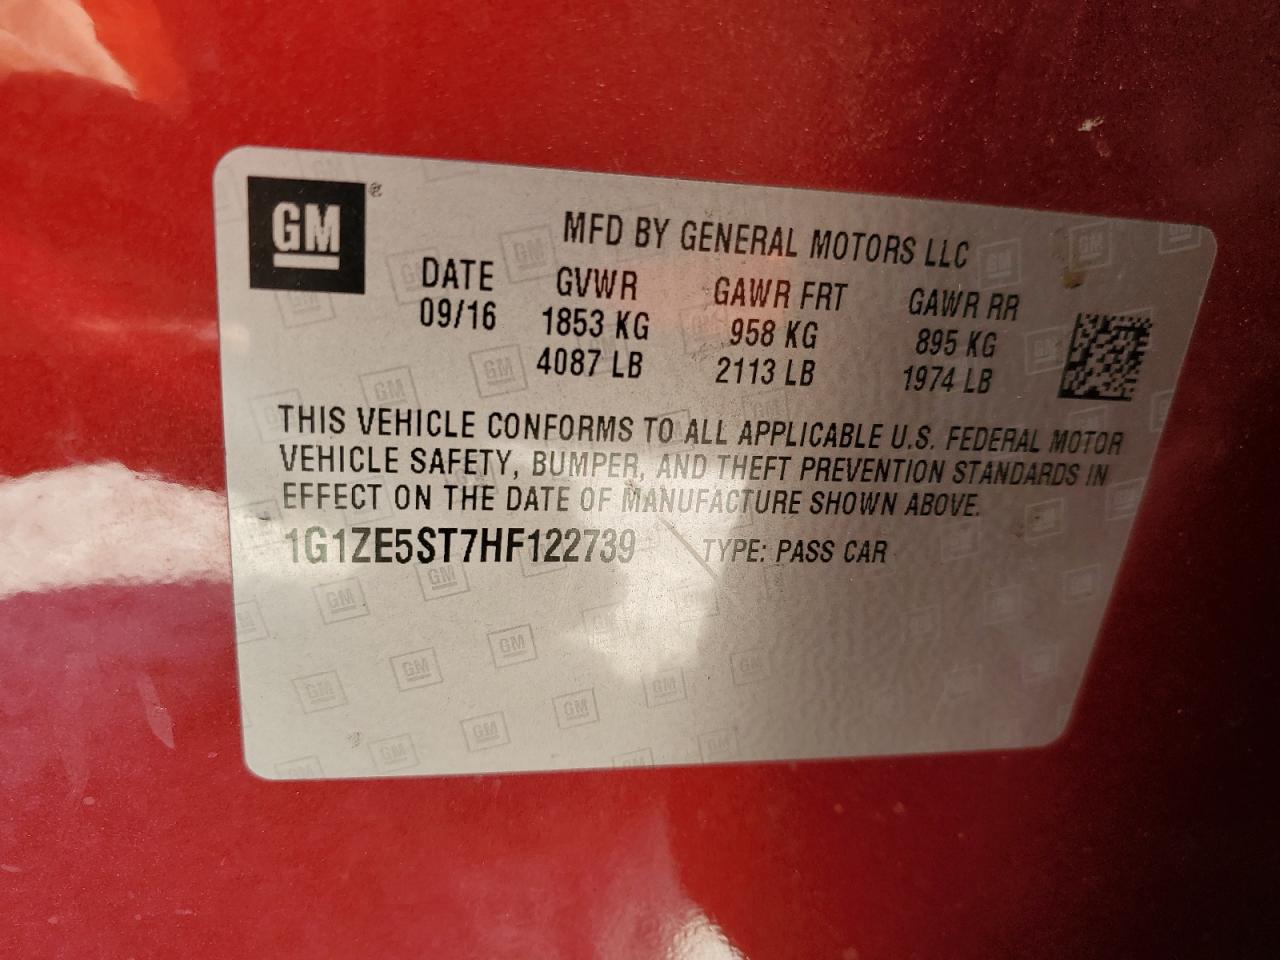 GM ®
MFD BY GENERAL MOTORS LLC
DATE GVWR GAWR FRT GAWR RR
09/16 1853 KG 958 KG 895 KG
4087 LB 2113 LB 1974 LB
THIS VEHICLE CONFORMS TO ALL APPLICABLE U.S. FEDERAL MOTOR
VEHICLE SAFETY, BUMPER, AND THEFT PREVENTION STANDARDS IN
EFFECT ON THE DATE OF MANUFACTURE SHOWN ABOVE.
1G1ZE5ST7HF122739 TYPE: PASS CAR